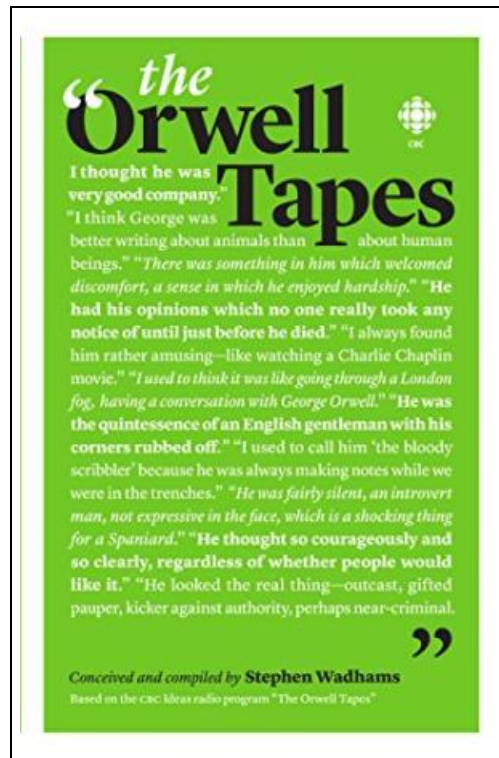 “the
Orwell
Tapes
CBC
I thought he was
very good company.”
“I think George was
better writing about animals than about human
beings.” “There was something in him which welcomed
discomfort, a sense in which he enjoyed hardship.” “He
had his opinions which no one really took any
notice of until just before he died.” “I always found
him rather amusing—like watching a Charlie Chaplin
movie.” “I used to think it was like going through a London
fog, having a conversation with George Orwell.” “He was
the quintessence of an English gentleman with his
corners rubbed off.” “I used to call him ‘the bloody
scribbler’ because he was always making notes while we
were in the trenches.” “He was fairly silent, an introvert
man, not expressive in the face, which is a shocking thing
for a Spaniard.” “He thought so courageously and
so clearly, regardless of whether people would
like it.” “He looked the real thing—outcast, gifted
pauper, kicker against authority, perhaps near-criminal.
”
Conceived and compiled by Stephen Wadhams
Based on the CBC Ideas radio program “The Orwell Tapes”